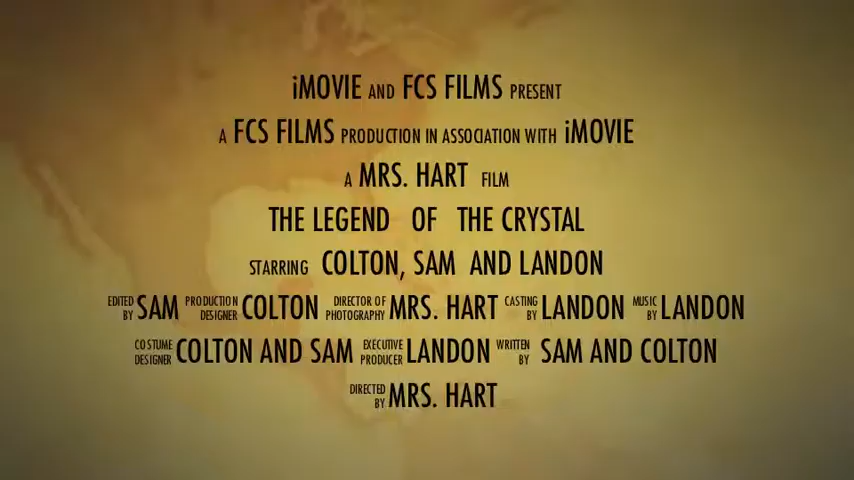 iMOVIE AND FCS FILMS PRESENT
A FCS FILMS PRODUCTION IN ASSOCIATION WITH iMOVIE
A MRS. HART FILM
THE LEGEND OF THE CRYSTAL
STARRING COLTON, SAM AND LANDON
EDITED BY SAM PRODUCTION DESIGNER COLTON DIRECTOR OF PHOTOGRAPHY MRS. HART CASTING BY LANDON MUSIC BY LANDON
COSTUME DESIGNER COLTON AND SAM EXECUTIVE PRODUCER LANDON WRITTEN BY SAM AND COLTON
DIRECTED BY MRS. HART